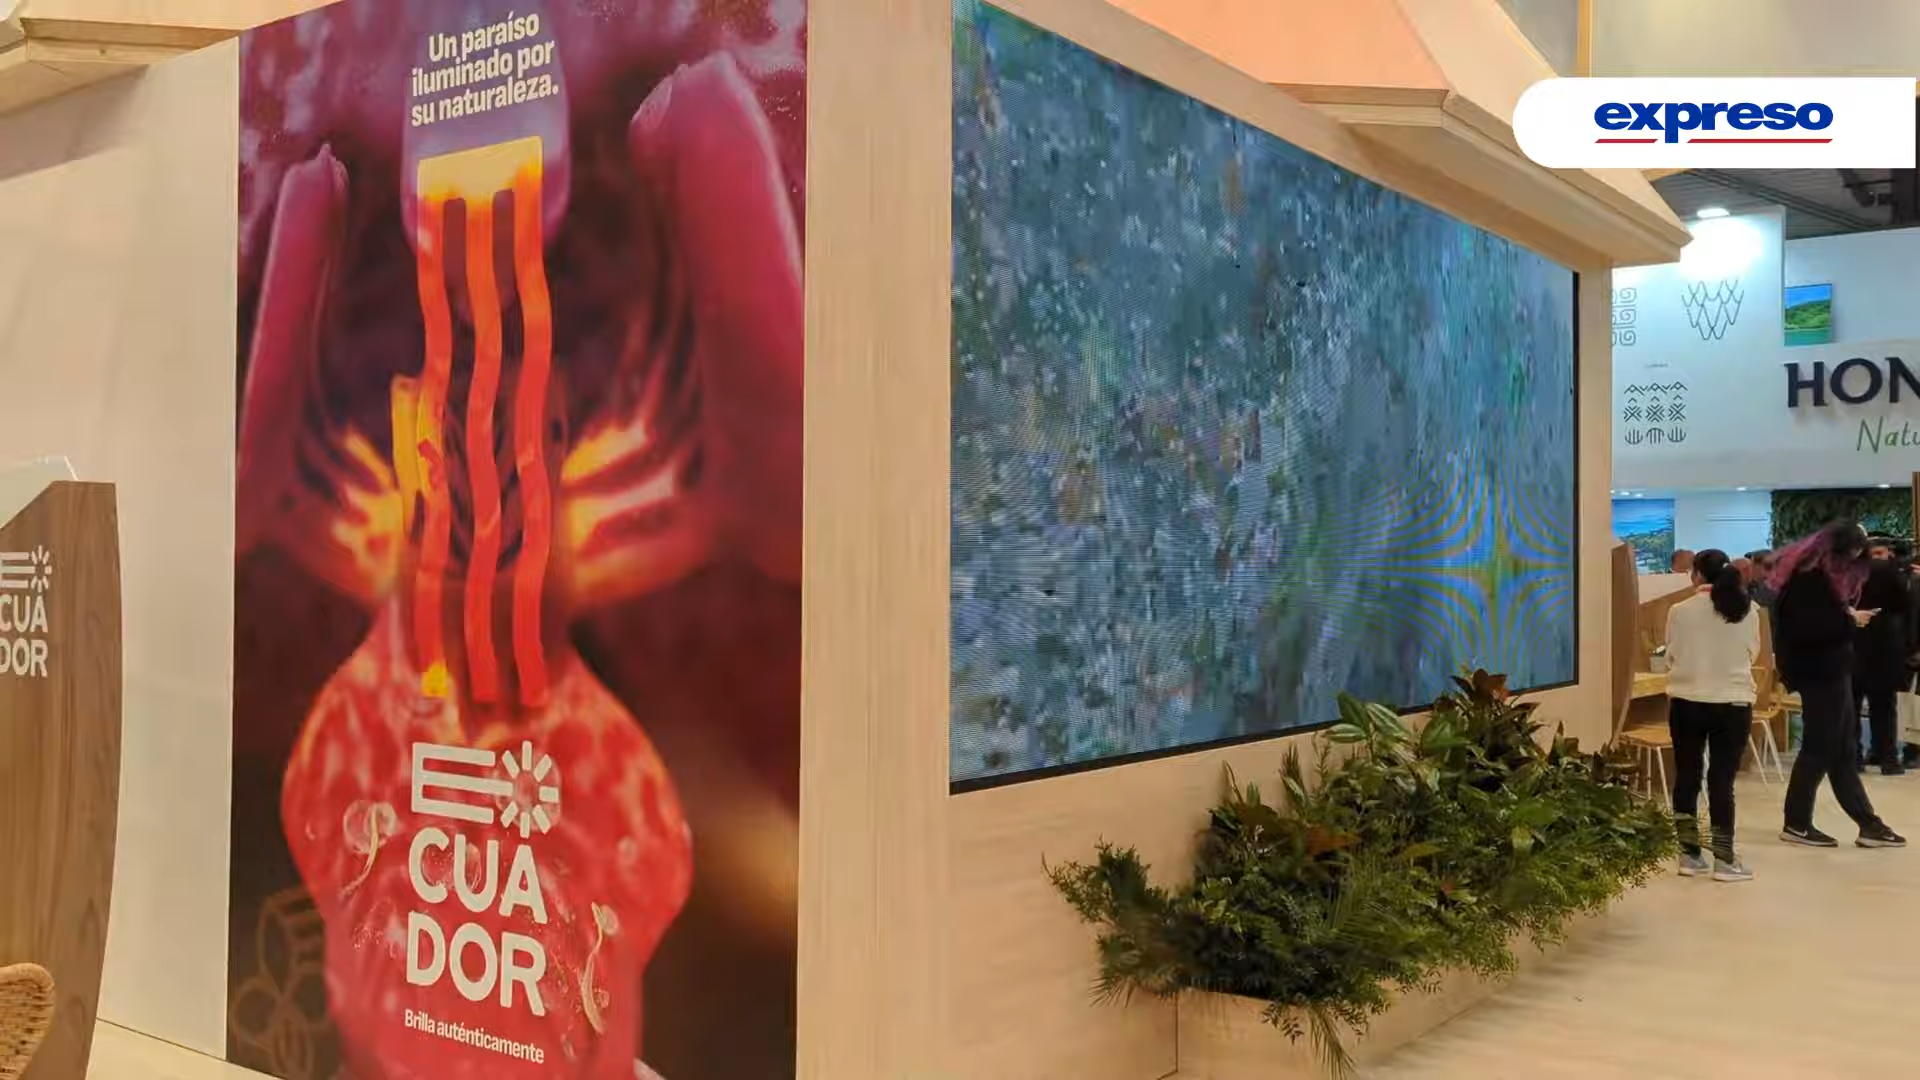 Un paraíso
iluminado por
su naturaleza.
expreso
E
CUA
DOR
Brilla auténticamente
E
CUA
DOR
HON
Natu